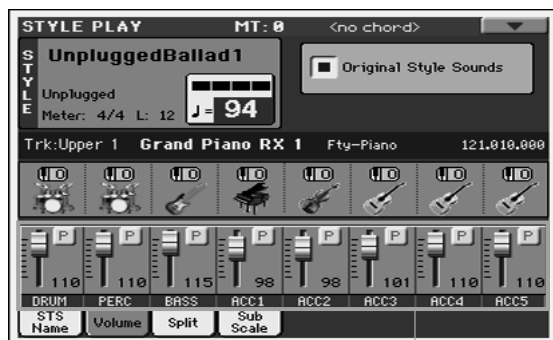 STYLE PLAY MT: 0 <no chord>
STYLE
UnpluggedBallad1
Unplugged
Meter: 4/4 L: 12
♩= 94
Original Style Sounds
Trk:Upper 1 Grand Piano RX 1 Fty-Piano 121.010.000
P P P P P P P P
110 110 115 98 98 101 110 110
DRUM PERC BASS ACC1 ACC2 ACC3 ACC4 ACC5
STS Name Volume Split Sub Scale